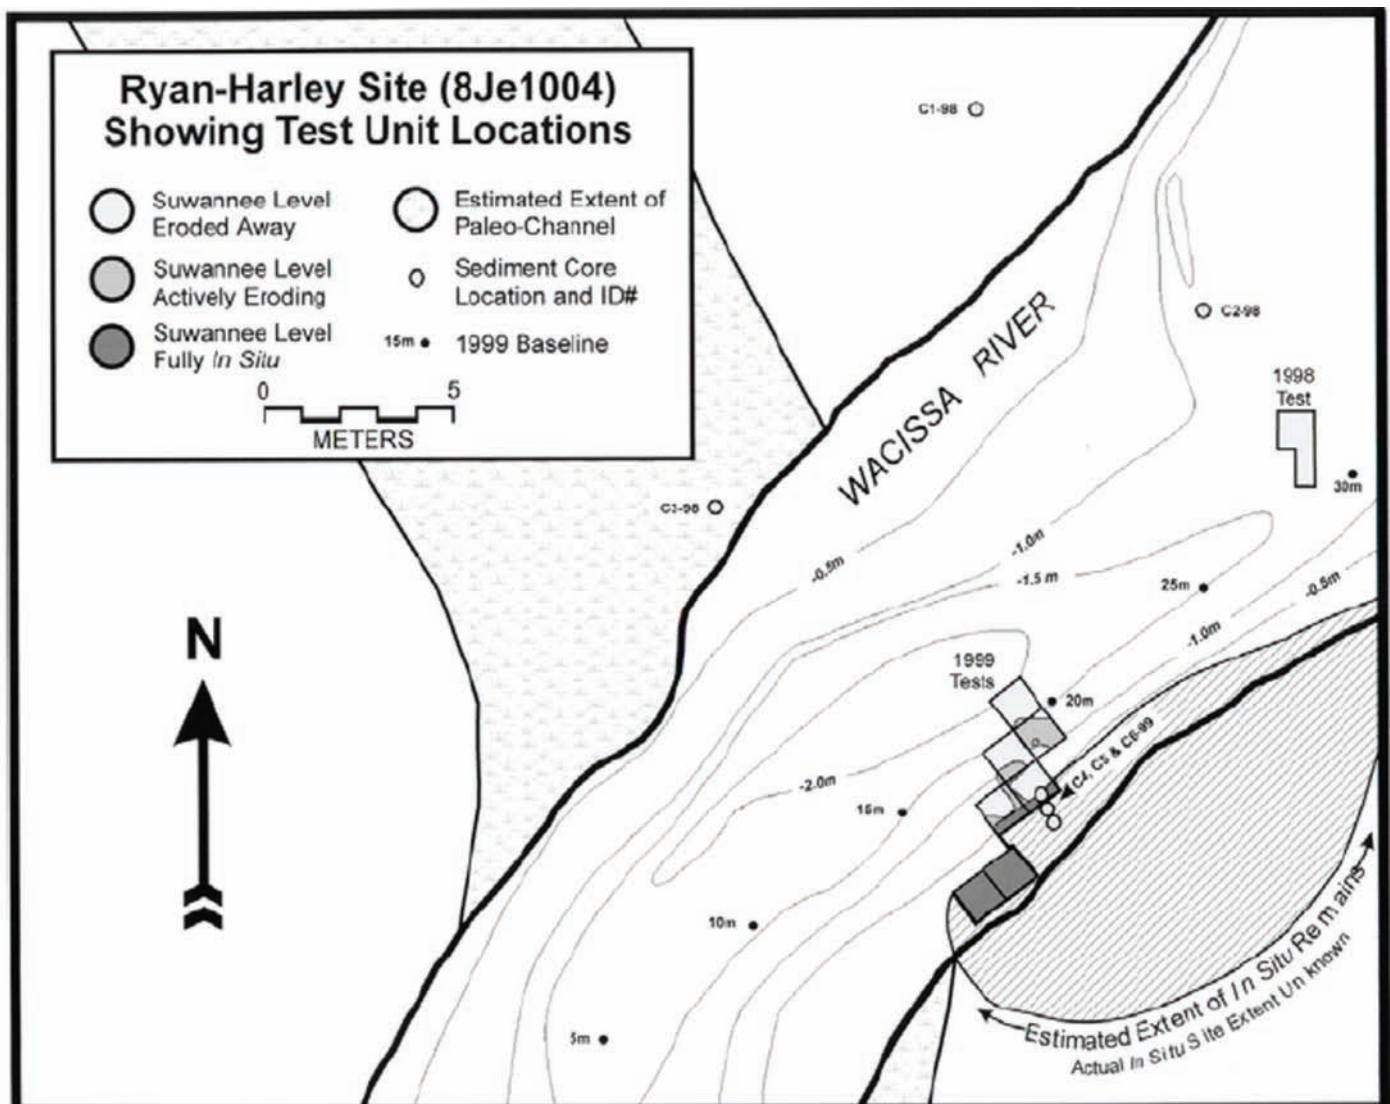 Ryan-Harley Site (8Je1004)
Showing Test Unit Locations
Suwannee Level
Eroded Away
Suwannee Level
Actively Eroding
Suwannee Level
Fully In Situ
Estimated Extent of
Paleo-Channel
Sediment Core
Location and ID#
15m
1999 Baseline
0 5
METERS
C1-98
C2-98
C3-98
WACISSA RIVER
1998
Test
30m
-0.5m
-1.0m
-1.5 m
25m
-0.5m
-1.0m
N
1999
Tests
20m
C4, C5 & C6-99
-2.0m
15m
10m
5m
Estimated Extent of In Situ Remains
Actual In Situ Site Extent Unknown